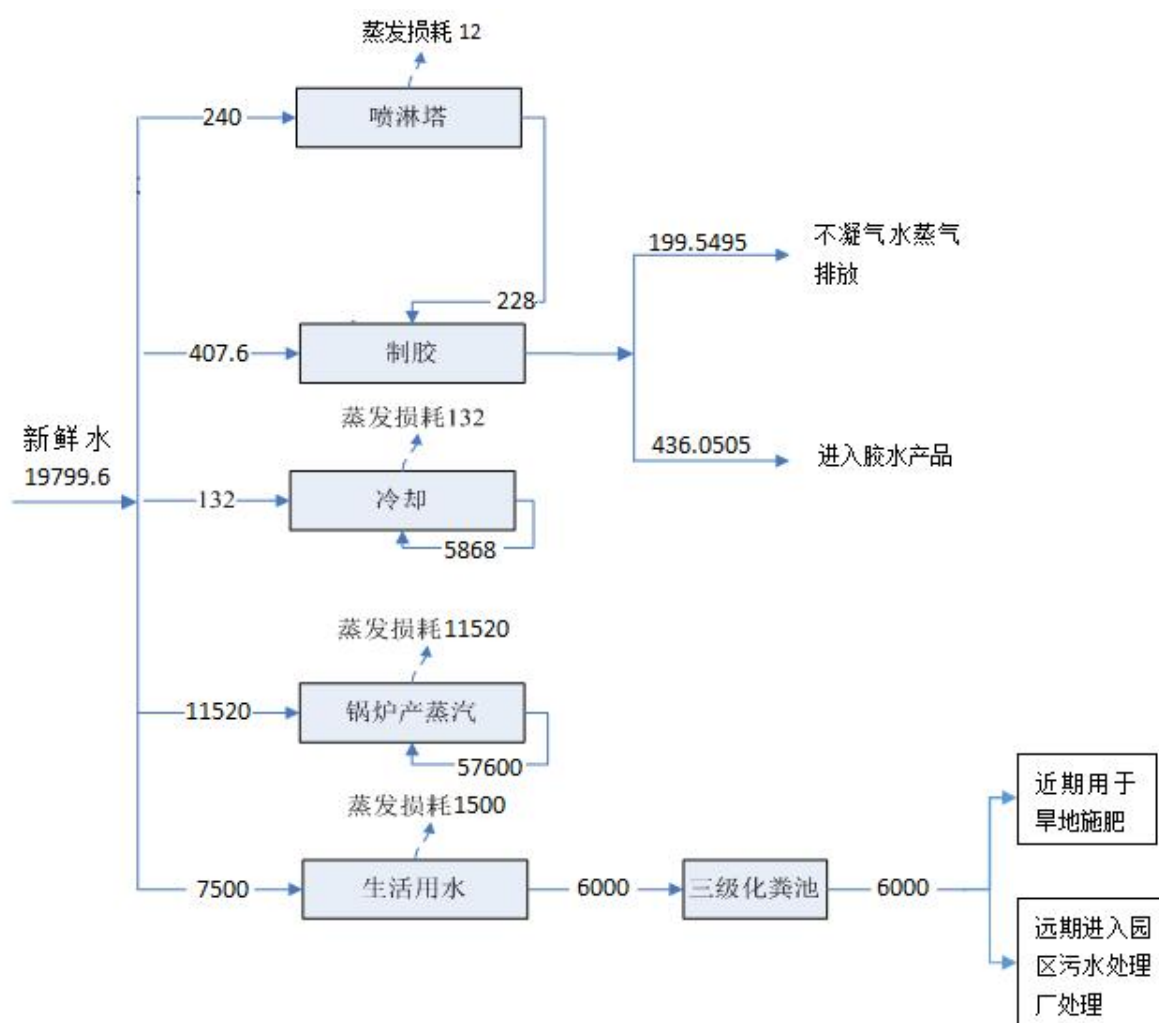 蒸发损耗 12
240
喷淋塔
199.5495
不凝气水蒸气
排放
228
407.6
制胶
蒸发损耗132
新鲜水
19799.6
436.0505
进入胶水产品
132
冷却
5868
蒸发损耗11520
11520
锅炉产蒸汽
57600
蒸发损耗1500
近期用于
旱地施肥
7500
生活用水
6000
三级化粪池
6000
远期进入园
区污水处理
厂处理